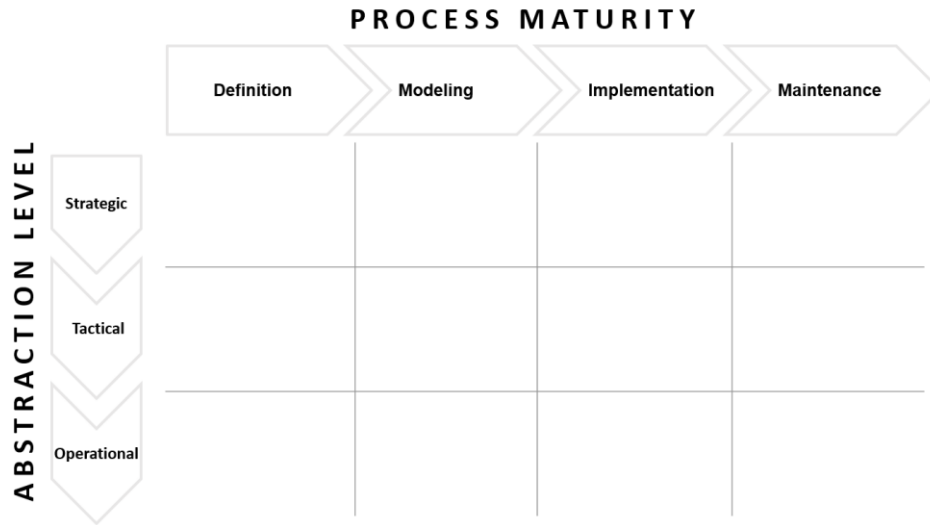 PROCESS MATURITY
Definition
Modeling
Implementation
Maintenance
ABSTRACTION LEVEL
Strategic
Tactical
Operational